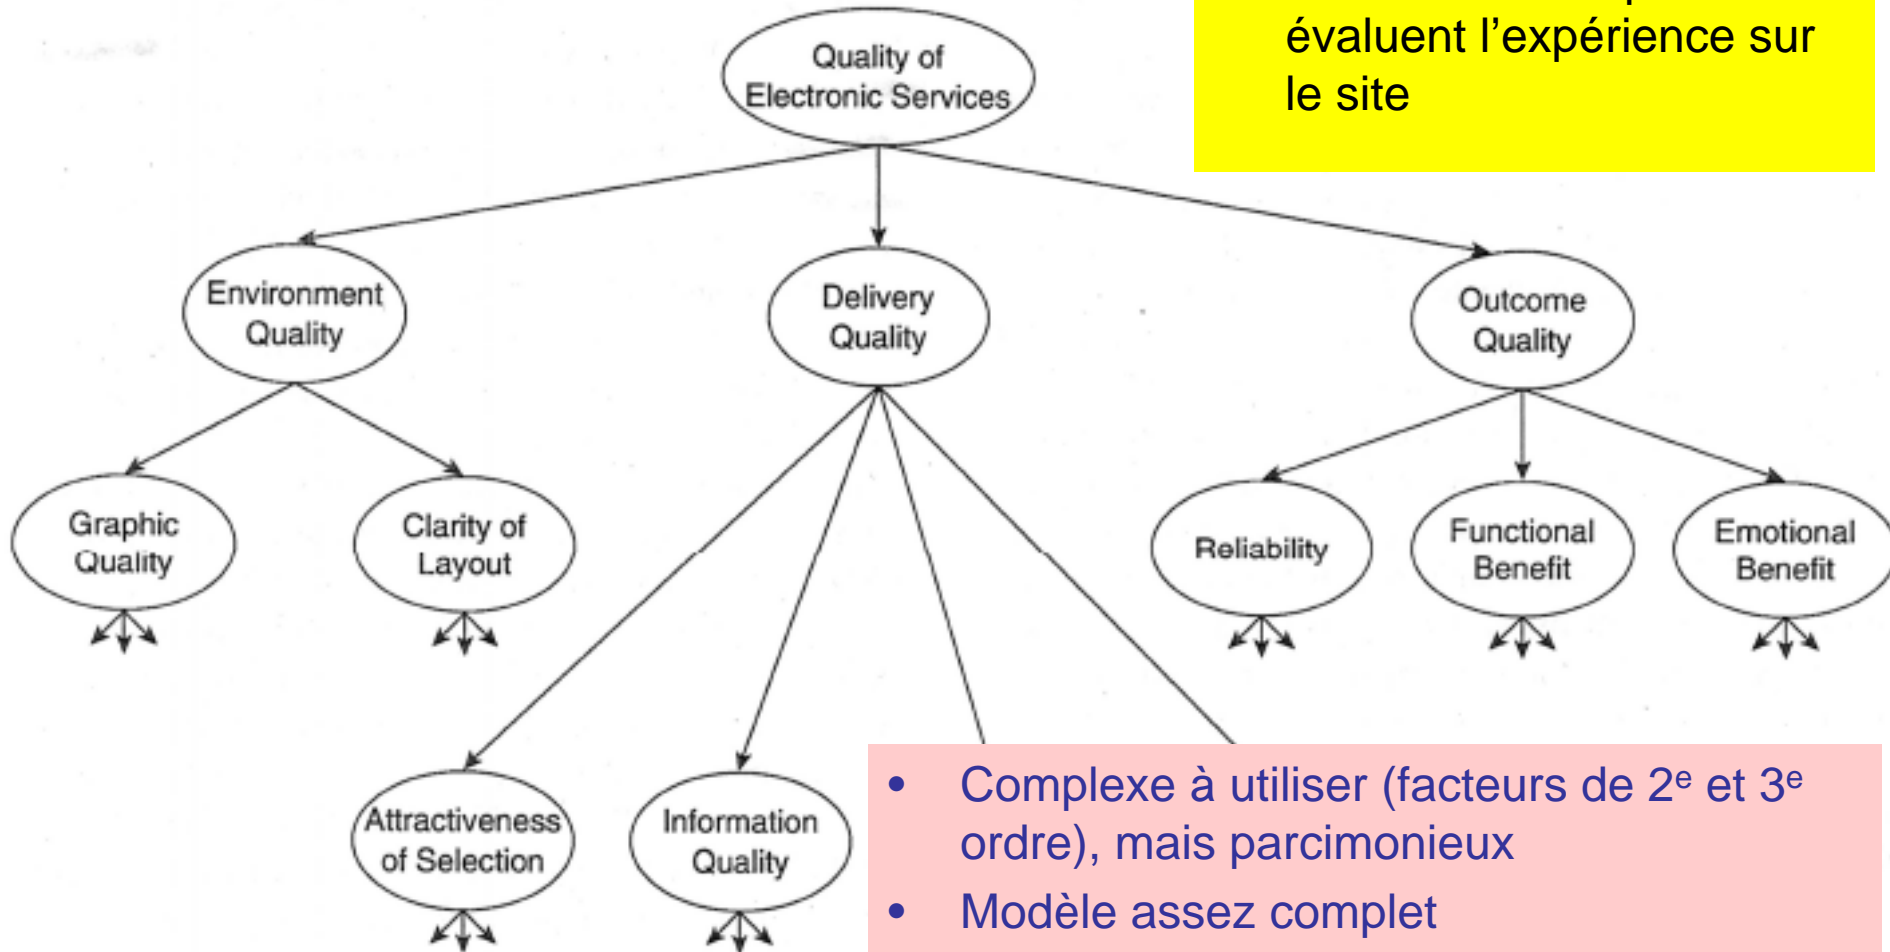 évaluent l’expérience sur
le site
Quality of
Electronic Services
Environment
Quality
Delivery
Quality
Outcome
Quality
Graphic
Quality
Clarity of
Layout
Reliability
Functional
Benefit
Emotional
Benefit
Attractiveness
of Selection
Information
Quality
• Complexe à utiliser (facteurs de 2e et 3e
ordre), mais parcimonieux
• Modèle assez complet